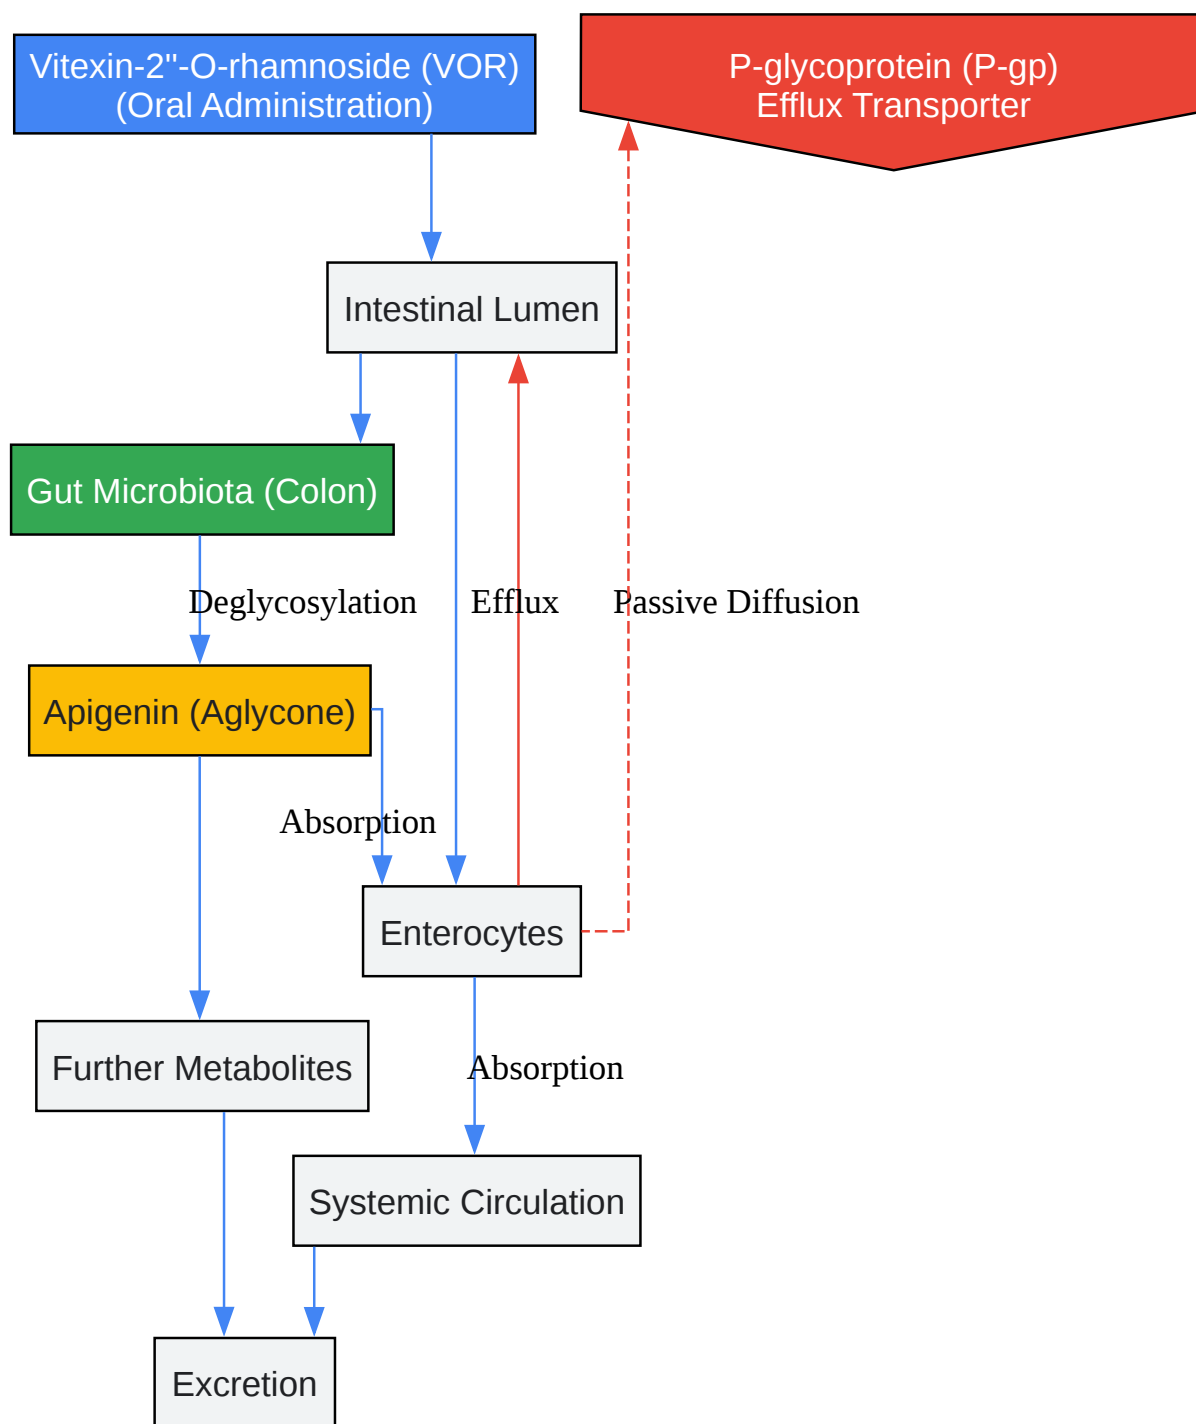 Vitexin-2''-O-rhamnoside (VOR)
(Oral Administration)
P-glycoprotein (P-gp)
Efflux Transporter
Intestinal Lumen
Gut Microbiota (Colon)
Deglycosylation
Efflux
Passive Diffusion
Apigenin (Aglycone)
Absorption
Enterocytes
Further Metabolites
Absorption
Systemic Circulation
Excretion